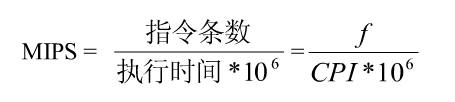 MIPS = 指令条数 / 执行时间 *10^6 = f / CPI *10^6